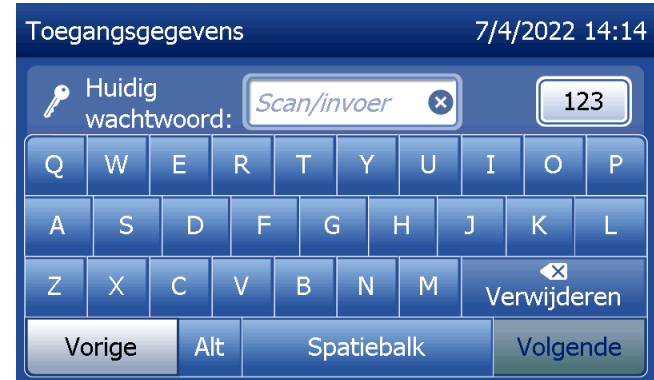 Toegangsgegevens 7/4/2022 14:14
Huidig
wachtwoord: Scan/invoer 123
Q W E R T Y U I O P
A S D F G H J K L
Z X C V B N M Verwijderen
Vorige Alt Spatiebalk Volgende